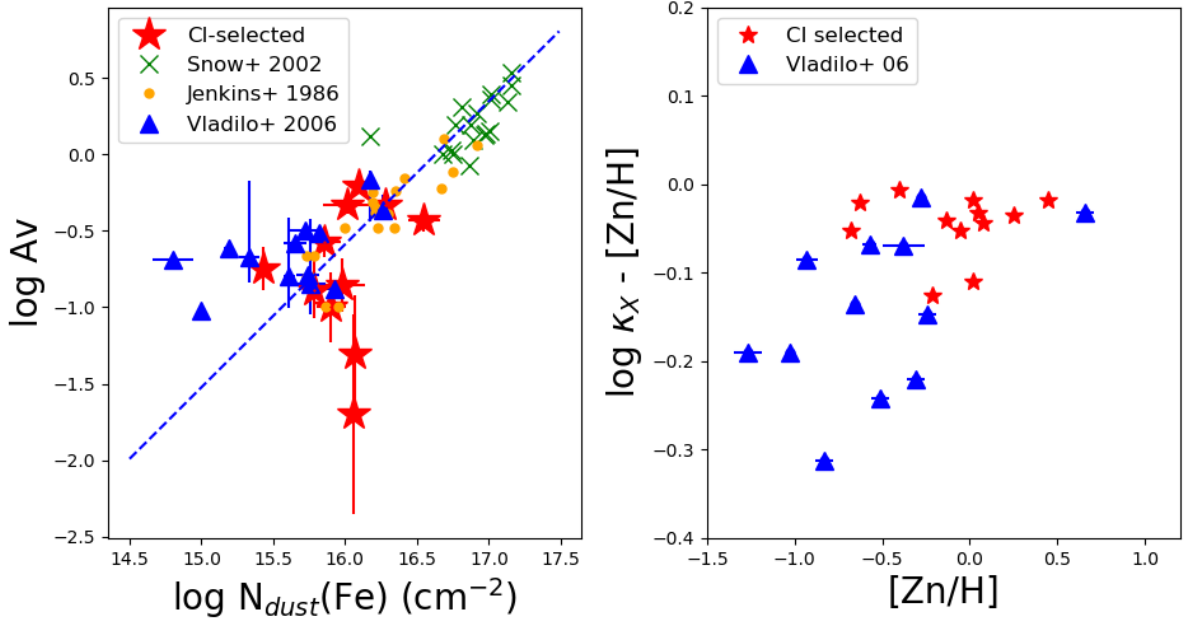 CI-selected
Snow+ 2002
Jenkins+ 1986
Vladilo+ 2006
log Av
0.5
0.0
−0.5
−1.0
−1.5
−2.0
−2.5
14.5 15.0 15.5 16.0 16.5 17.0 17.5
log N_dust(Fe) (cm⁻²)
CI selected
Vladilo+ 06
log κ_X - [Zn/H]
0.2
0.1
0.0
−0.1
−0.2
−0.3
−0.4
−1.5 −1.0 −0.5 0.0 0.5 1.0
[Zn/H]